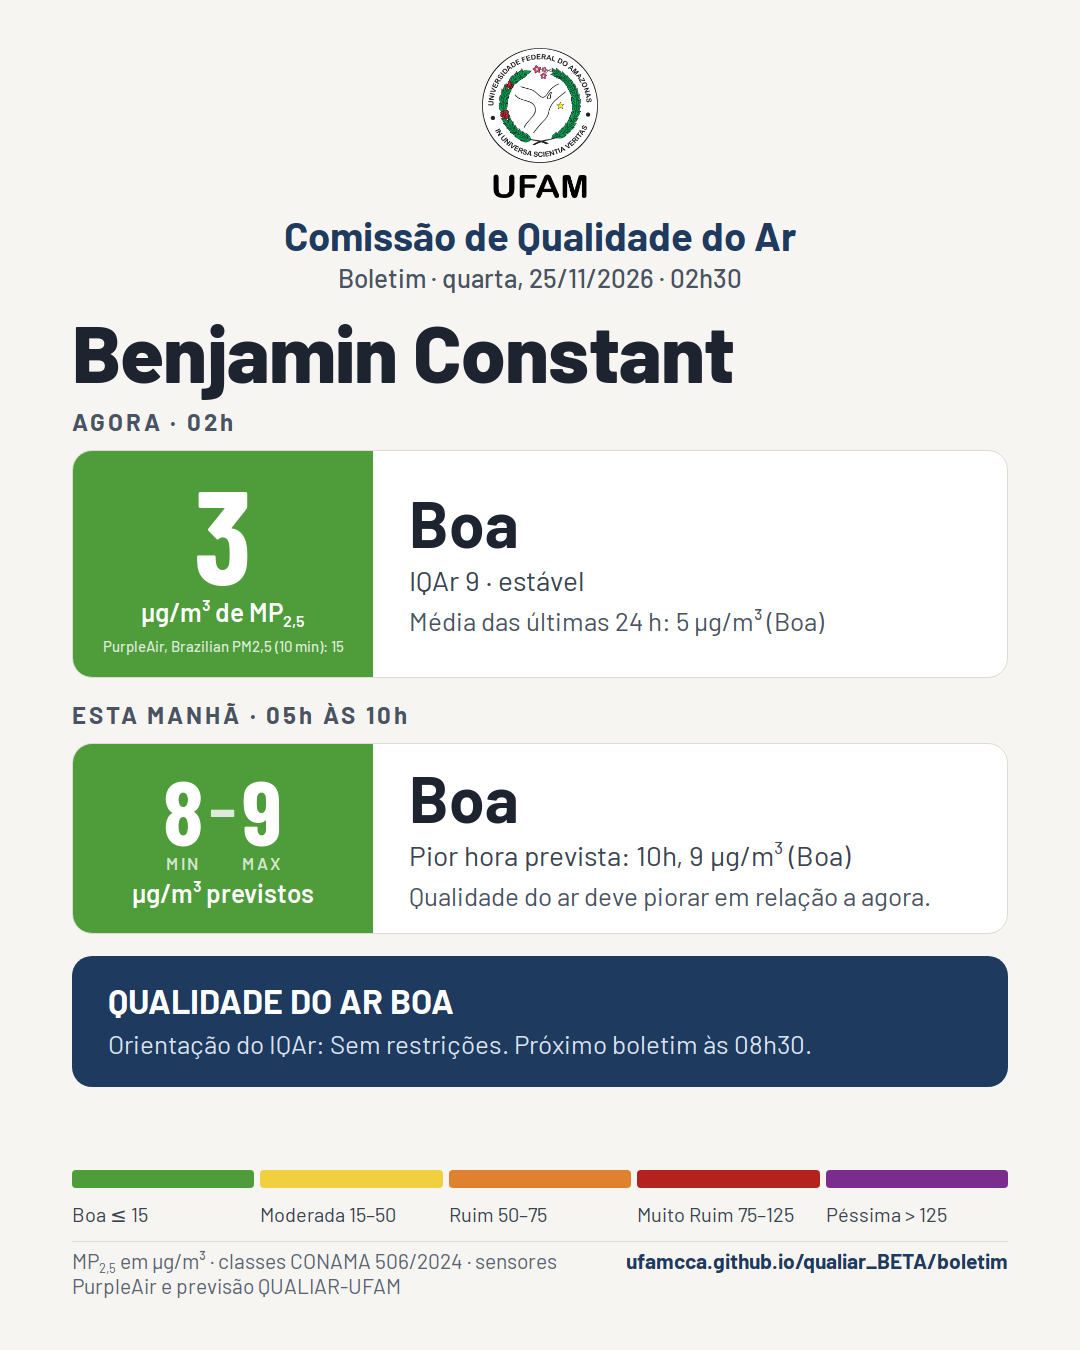 UNIVERSIDADE FEDERAL DO AMAZONAS
IN UNIVERSA SCIENTIA VERITAS
UFAM
Comissão de Qualidade do Ar
Boletim · quarta, 25/11/2026 · 02h30
Benjamin Constant
AGORA · 02h
3
µg/m³ de MP2,5
PurpleAir, Brazilian PM2,5 (10 min): 15
Boa
IQAr 9 · estável
Média das últimas 24 h: 5 µg/m³ (Boa)
ESTA MANHÃ · 05h ÀS 10h
8-9
MIN MAX
µg/m³ previstos
Boa
Pior hora prevista: 10h, 9 µg/m³ (Boa)
Qualidade do ar deve piorar em relação a agora.
QUALIDADE DO AR BOA
Orientação do IQAr: Sem restrições. Próximo boletim às 08h30.
Boa ≤ 15
Moderada 15–50
Ruim 50–75
Muito Ruim 75–125
Péssima > 125
MP2,5 em µg/m³ · classes CONAMA 506/2024 · sensores
PurpleAir e previsão QUALIAR-UFAM
ufamcca.github.io/qualiar_BETA/boletim